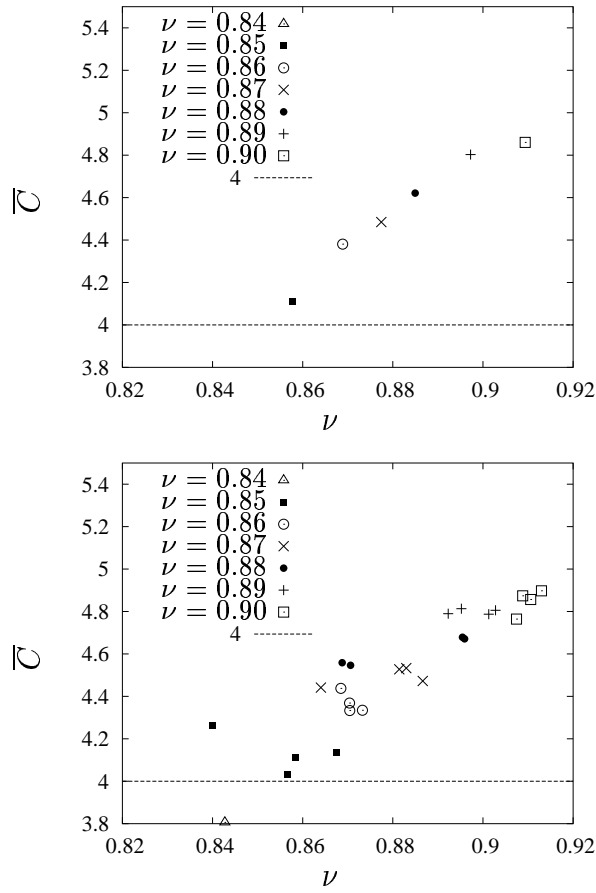 5.4
5.2
5
4.8
4.6
4.4
4.2
4
3.8
0.82 0.84 0.86 0.88 0.9 0.92
C̅
ν
ν = 0.84
ν = 0.85
ν = 0.86
ν = 0.87
ν = 0.88
ν = 0.89
ν = 0.90
4
5.4
5.2
5
4.8
4.6
4.4
4.2
4
3.8
0.82 0.84 0.86 0.88 0.9 0.92
C̅
ν
ν = 0.84
ν = 0.85
ν = 0.86
ν = 0.87
ν = 0.88
ν = 0.89
ν = 0.90
4